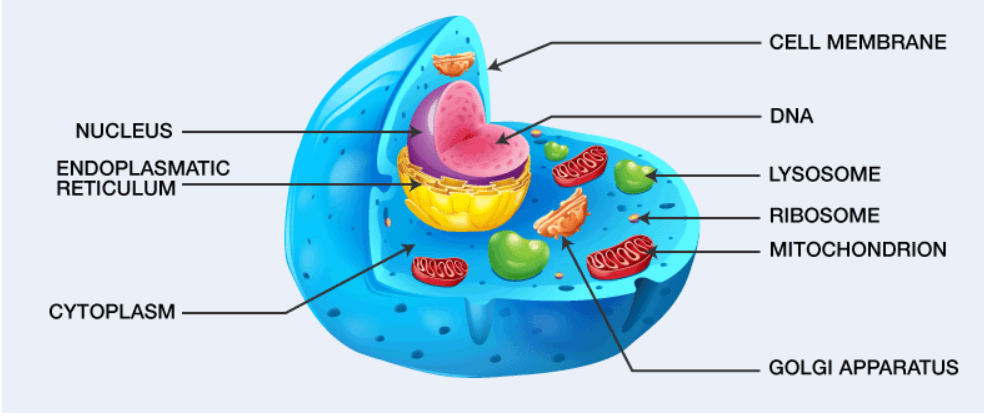 CELL MEMBRANE
DNA
NUCLEUS
ENDOPLASMATIC
RETICULUM
LYSOSOME
RIBOSOME
MITOCHONDRION
CYTOPLASM
GOLGI APPARATUS